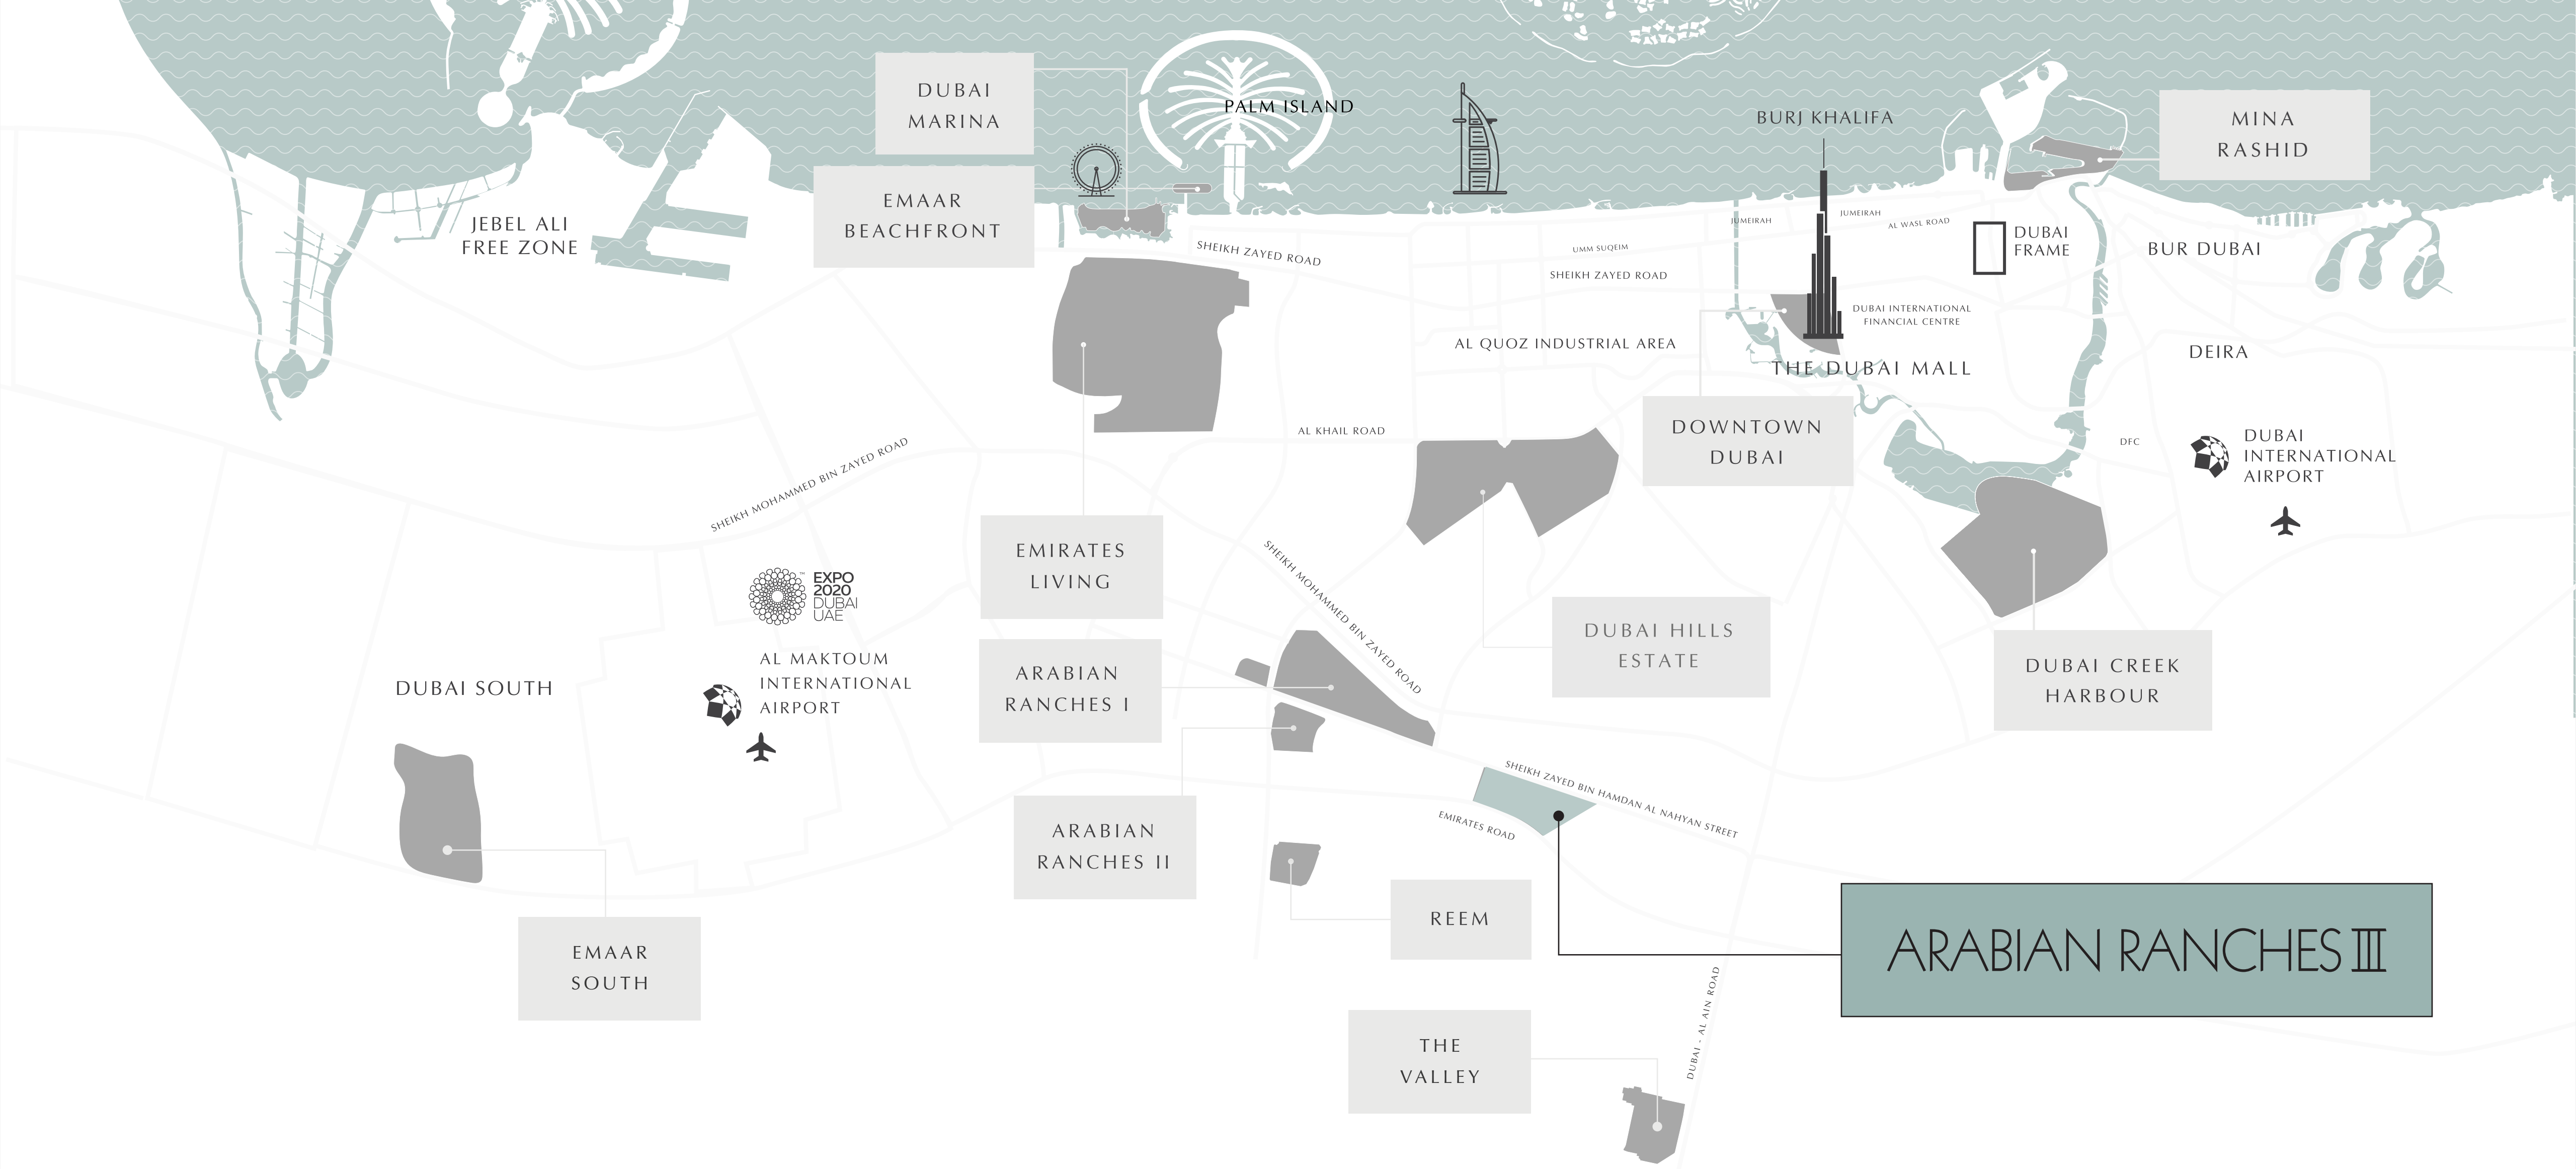 DUBAI
MARINA
PALM ISLAND
BURJ KHALIFA
MINA
RASHID
EMAAR
BEACHFRONT
JEBEL ALI
FREE ZONE
SHEIKH ZAYED ROAD
UMM SUQEIM
SHEIKH ZAYED ROAD
JUMEIRAH
JUMEIRAH
AL WASL ROAD
DUBAI
FRAME
BUR DUBAI
DUBAI INTERNATIONAL
FINANCIAL CENTRE
AL QUOZ INDUSTRIAL AREA
THE DUBAI MALL
DEIRA
AL KHAIL ROAD
DOWNTOWN
DUBAI
DFC
DUBAI
INTERNATIONAL
AIRPORT
SHEIKH MOHAMMED BIN ZAYED ROAD
EMIRATES
LIVING
SHEIKH MOHAMMED BIN ZAYED ROAD
EXPO
2020
DUBAI
UAE
™
DUBAI HILLS
ESTATE
AL MAKTOUM
INTERNATIONAL
AIRPORT
DUBAI SOUTH
ARABIAN
RANCHES I
DUBAI CREEK
HARBOUR
SHEIKH ZAYED BIN HAMDAN AL NAHYAN STREET
EMIRATES ROAD
ARABIAN
RANCHES II
REEM
ARABIAN RANCHES III
EMAAR
SOUTH
DUBAI - AL AIN ROAD
THE
VALLEY